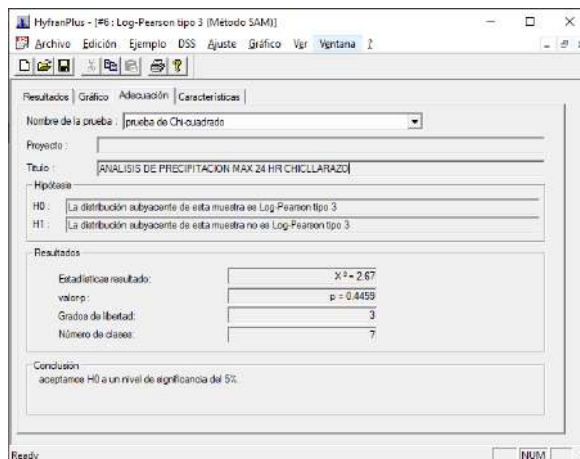 HyfranPlus - [#6 : Log-Pearson tipo 3 (Método SAM)]
Archivo Edición Ejemplo DSS Ajuste Gráfico Ver Ventana ?
Resultados Gráfico Adecuación Características
Nombre de la prueba : prueba de Chi-cuadrado
Proyecto :
Titulo : ANALISIS DE PRECIPITACION MAX 24 HR CHICLLARAZO
Hipótesis
H0 : La distribución subyacente de esta muestra es Log-Pearson tipo 3
H1 : La distribución subyacente de esta muestra no es Log-Pearson tipo 3
Resultados
Estadísticas resultado: X² = 2.67
valor-p : p = 0.4459
Grados de libertad: 3
Número de clases: 7
Conclusión
aceptamos H0 a un nivel de significancia del 5%
Ready NUM